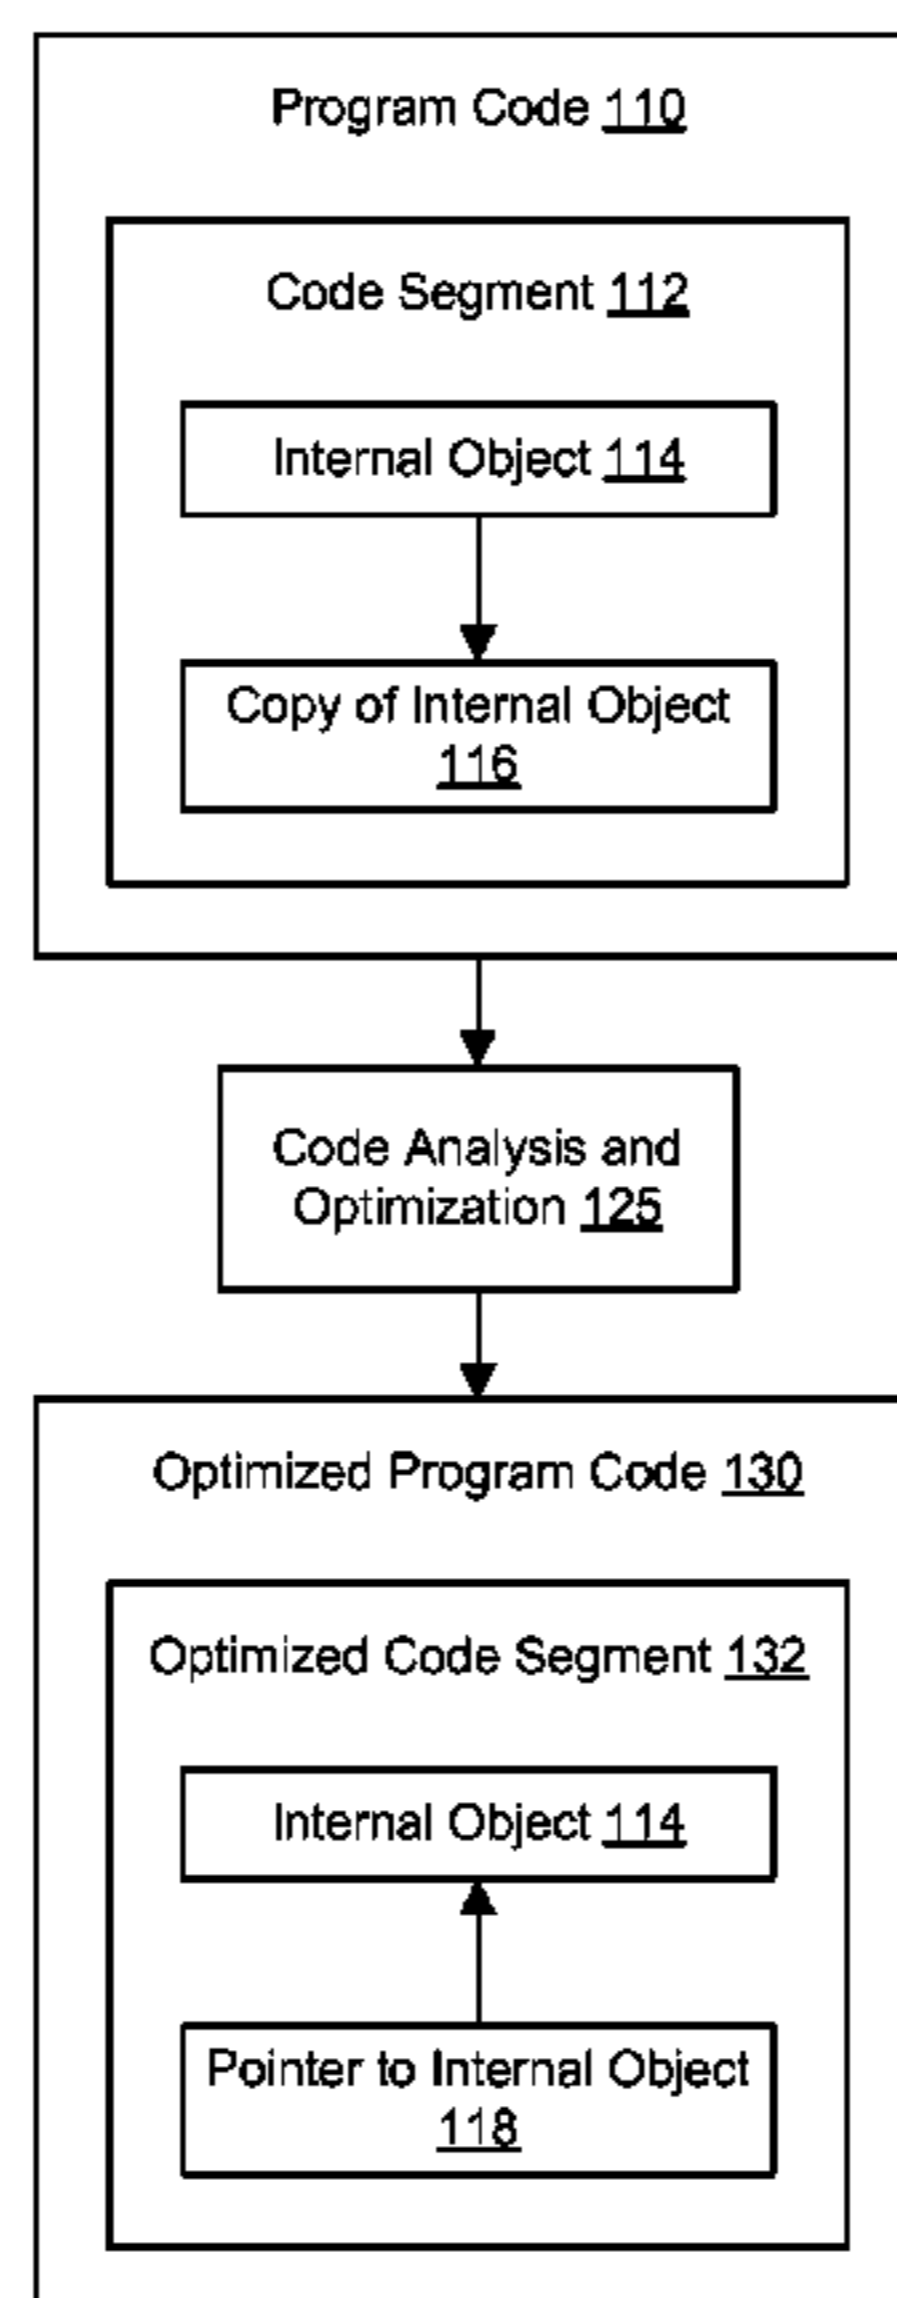 Program Code 110
Code Segment 112
Internal Object 114
Copy of Internal Object
116
Code Analysis and
Optimization 125
Optimized Program Code 130
Optimized Code Segment 132
Internal Object 114
Pointer to Internal Object
118